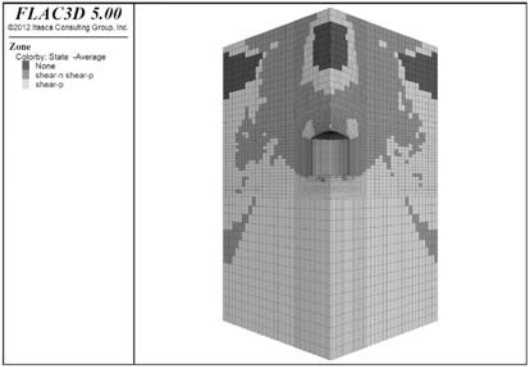 FLAC3D 5.00
©2012 Itasca Consulting Group, Inc.
Zone
Colorby: State -Average
None
shear-n shear-p
shear-p